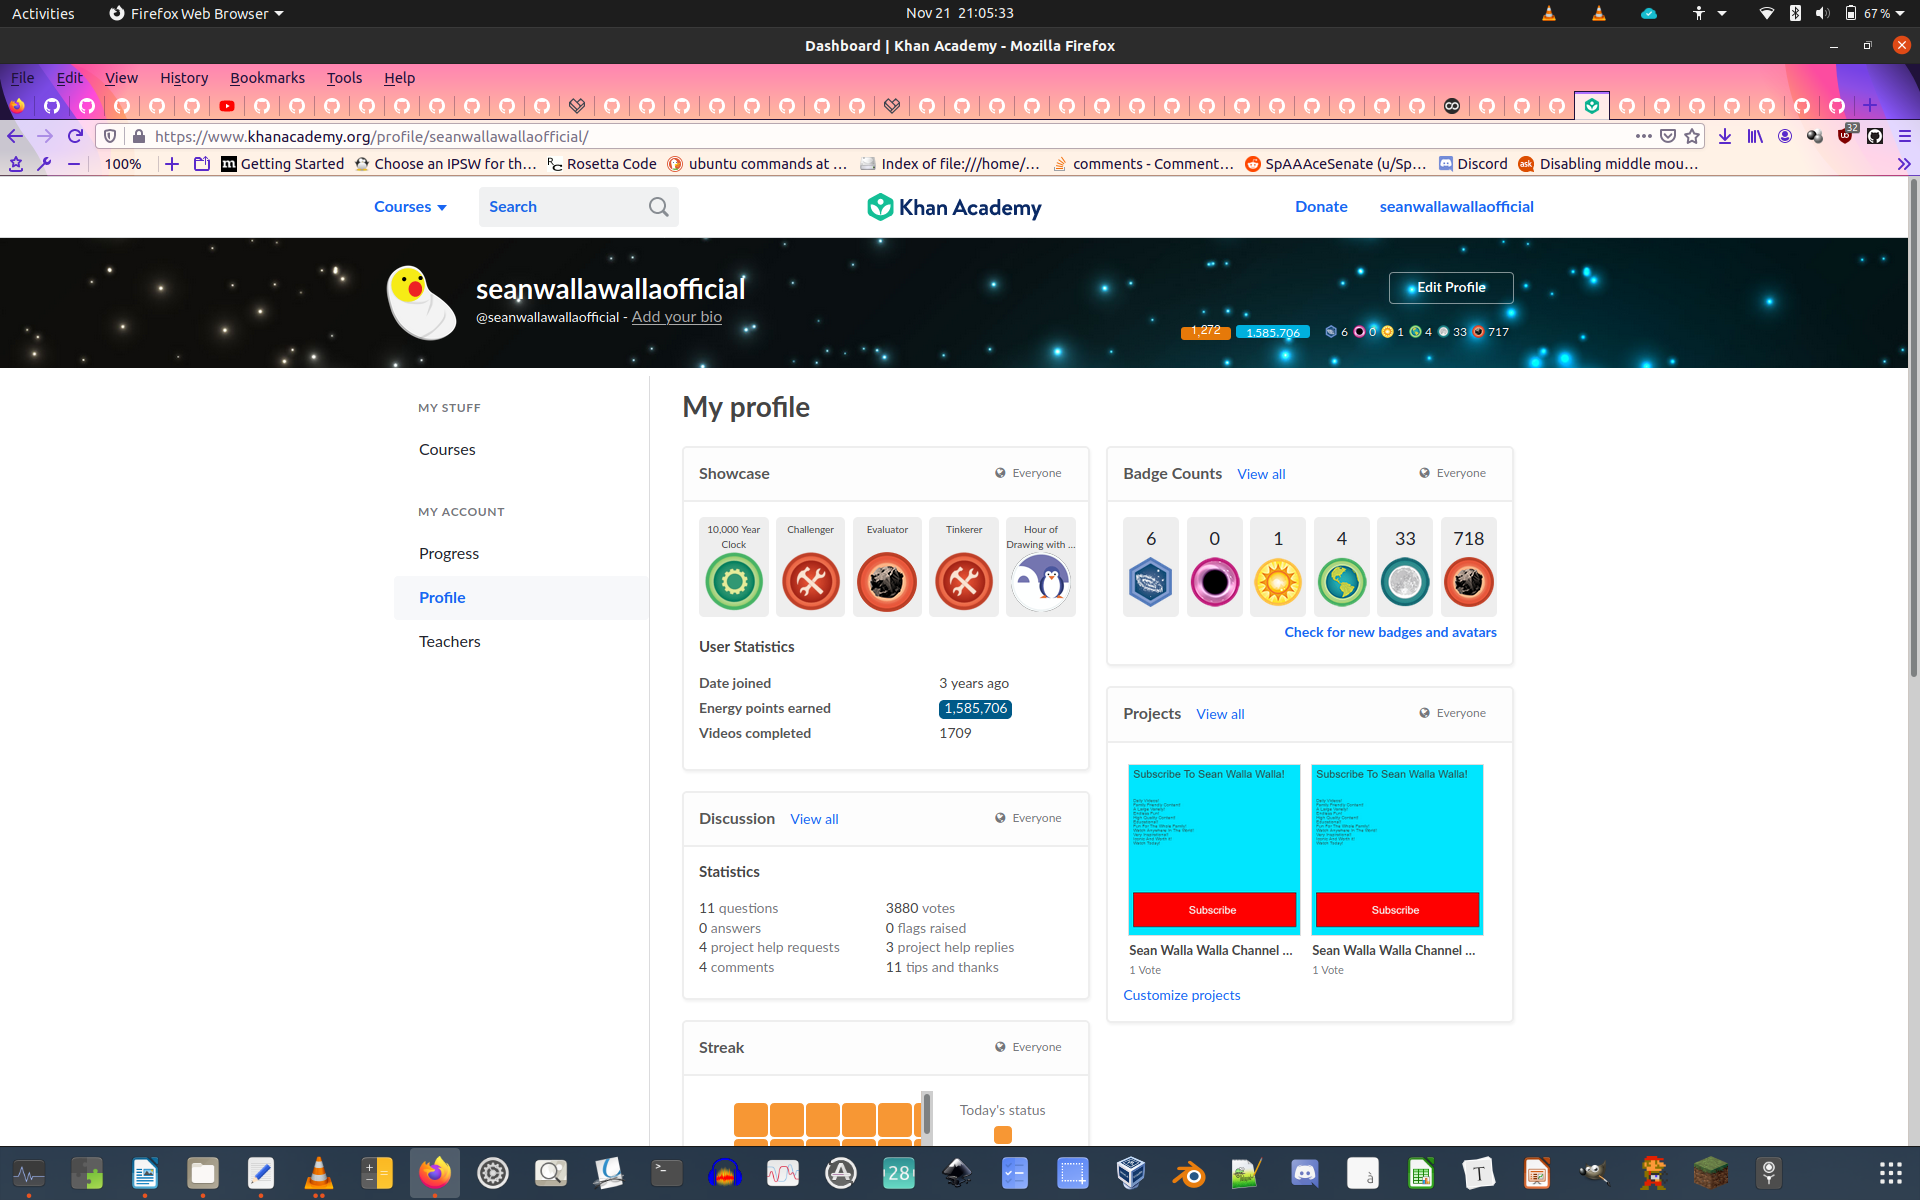 Activities
Firefox Web Browser
Nov 21 21:05:33
67 %
Dashboard | Khan Academy - Mozilla Firefox
File Edit View History Bookmarks Tools Help
https://www.khanacademy.org/profile/seanwallawallaofficial/
32
100%
Getting Started
Choose an IPSW for th…
Rosetta Code
ubuntu commands at …
Index of file:///home/…
comments - Comment…
SpAAAceSenate (u/Sp…
Discord
Disabling middle mou…
Courses
Search
Khan Academy
Donate
seanwallawallaofficial
seanwallawallaofficial
@seanwallawallaofficial - Add your bio
Edit Profile
1,272 1,585,706 6 0 1 4 33 717
MY STUFF
Courses
MY ACCOUNT
Progress
Profile
Teachers
My profile
Showcase
Everyone
10,000 Year Clock
Challenger
Evaluator
Tinkerer
Hour of Drawing with ...
User Statistics
Date joined 3 years ago
Energy points earned 1,585,706
Videos completed 1709
Badge Counts View all
Everyone
6 0 1 4 33 718
Check for new badges and avatars
Projects View all
Everyone
Subscribe To Sean Walla Walla!
Subscribe
Sean Walla Walla Channel ...
1 Vote
Subscribe To Sean Walla Walla!
Subscribe
Sean Walla Walla Channel ...
1 Vote
Customize projects
Discussion View all
Everyone
Statistics
11 questions
0 answers
4 project help requests
4 comments
3880 votes
0 flags raised
3 project help replies
11 tips and thanks
Streak
Everyone
Today's status
28